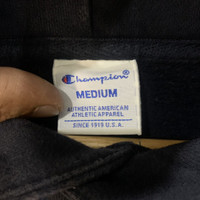 Champion®
MEDIUM
AUTHENTIC AMERICAN
ATHLETIC APPAREL
SINCE 1919 U.S.A.